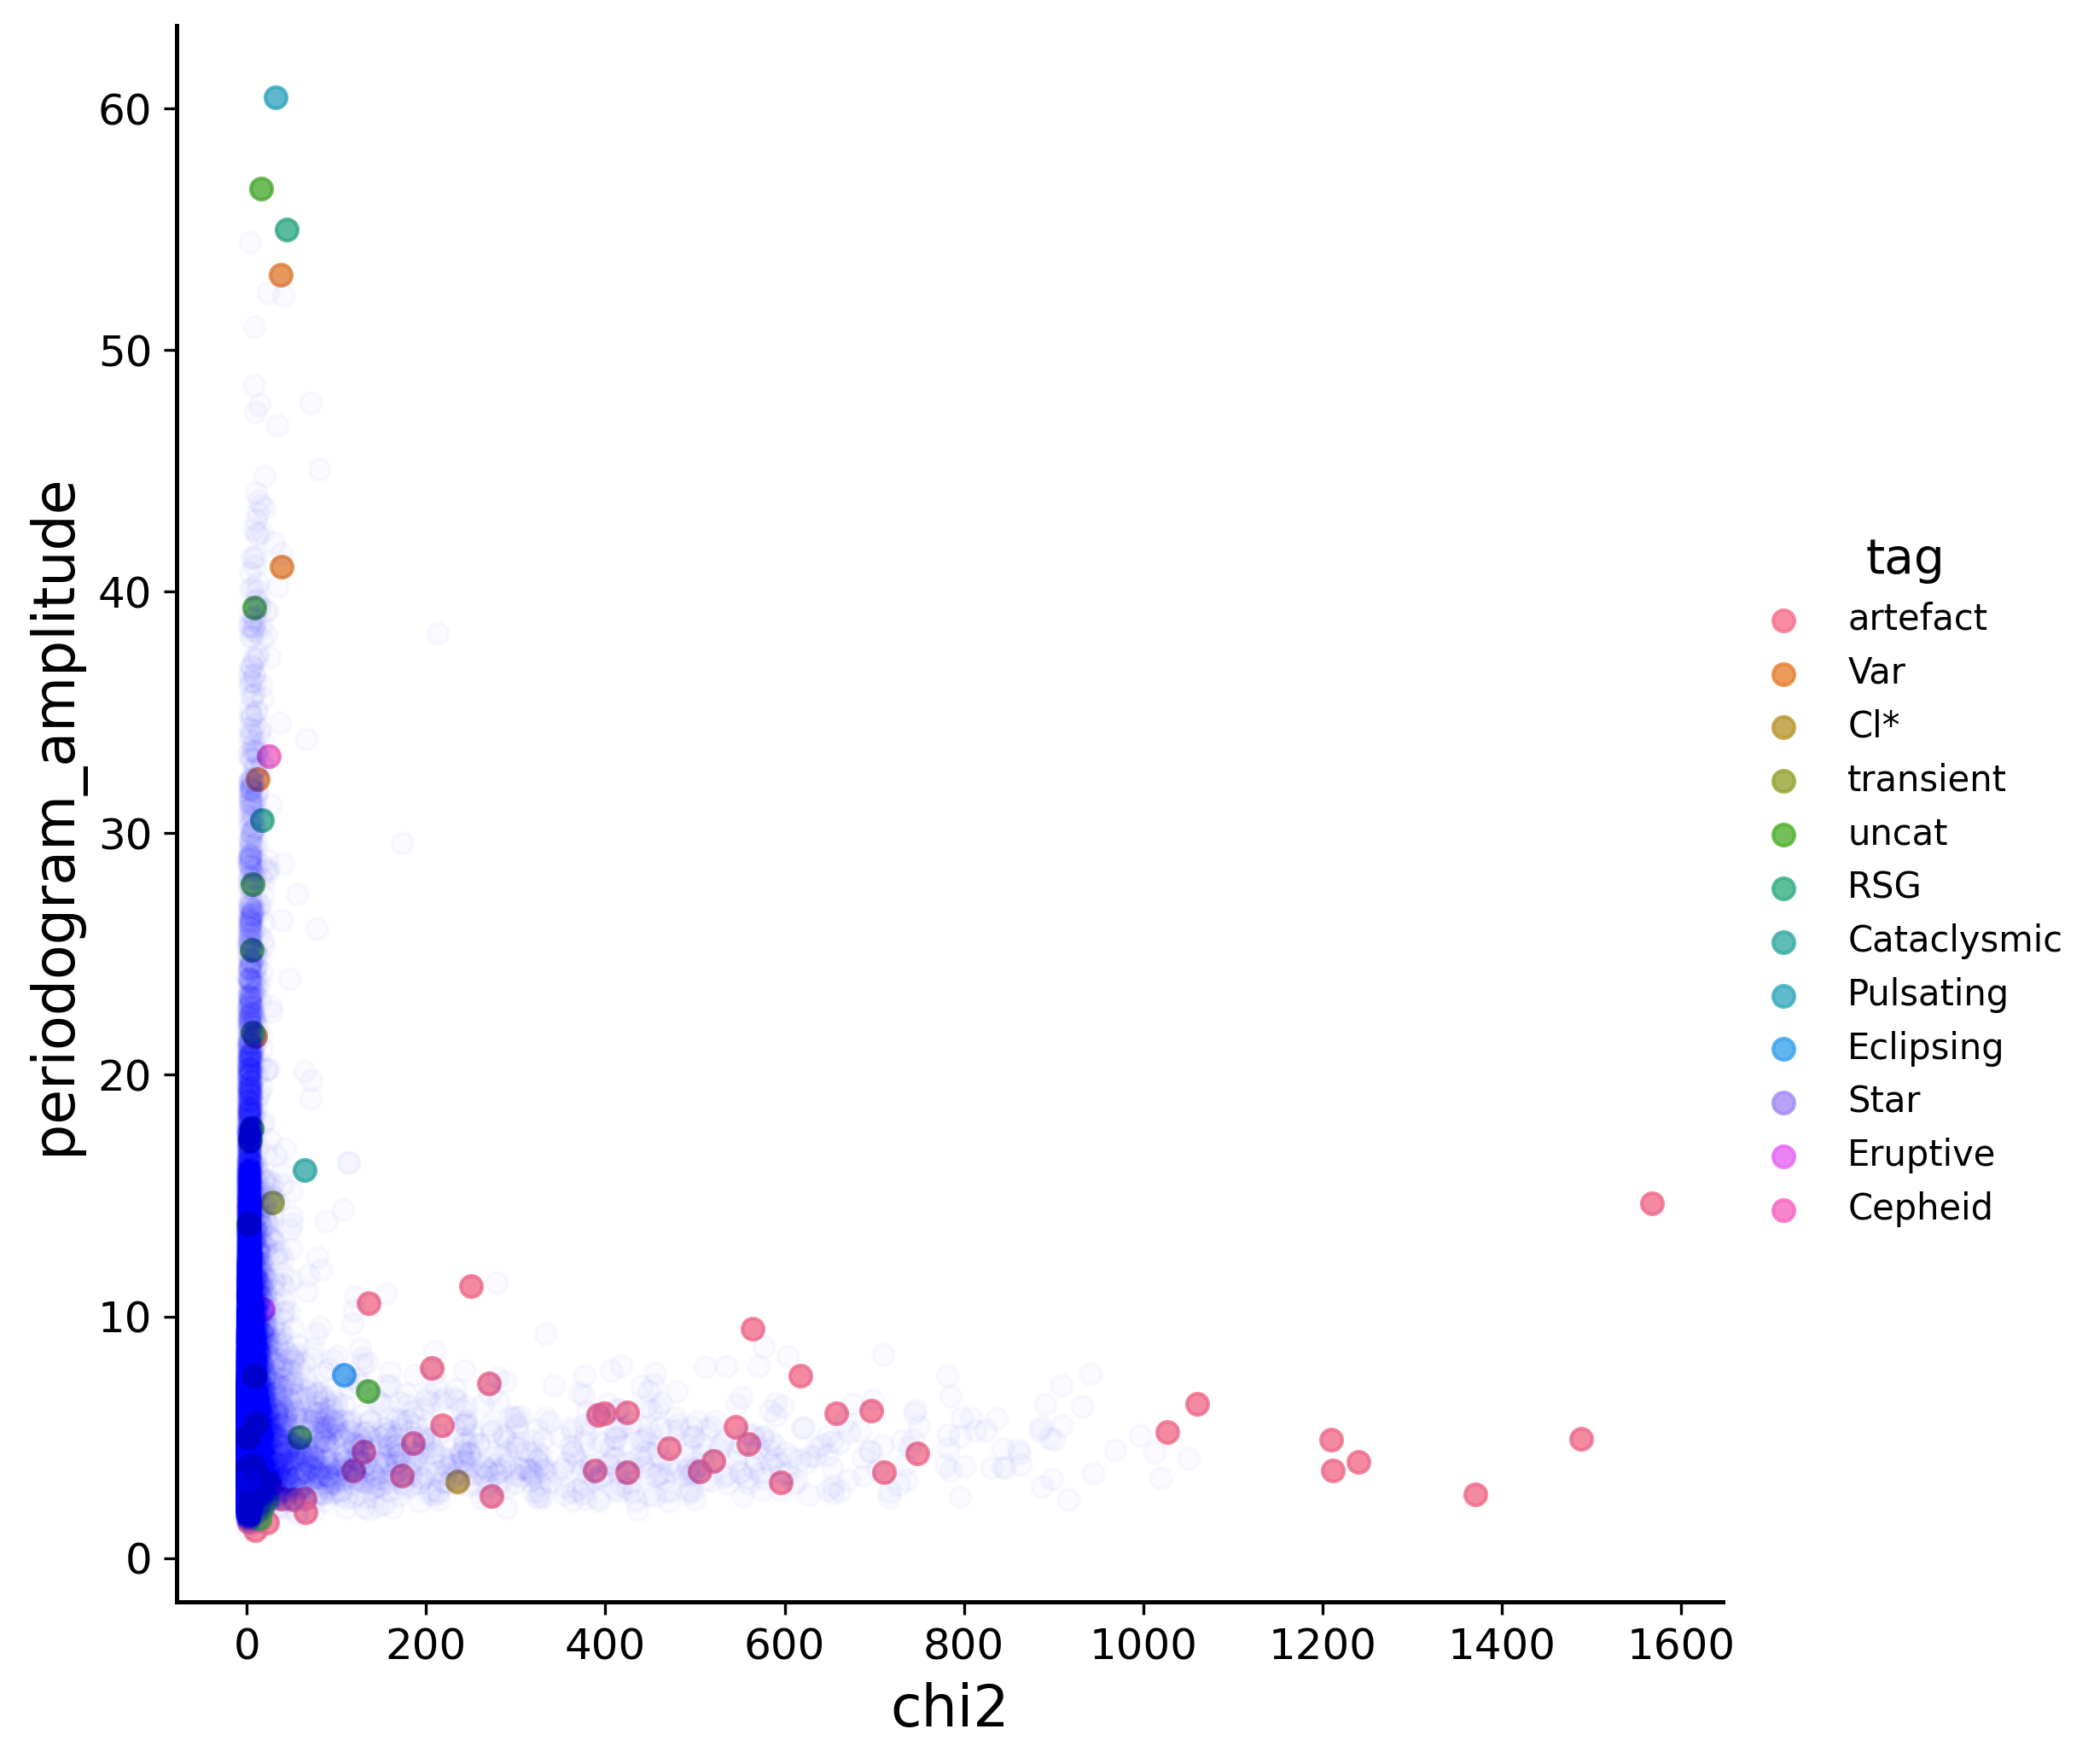 periodogram_amplitude
60
50
40
30
20
10
0
0 200 400 600 800 1000 1200 1400 1600
chi2
tag
artefact
Var
Cl*
transient
uncat
RSG
Cataclysmic
Pulsating
Eclipsing
Star
Eruptive
Cepheid